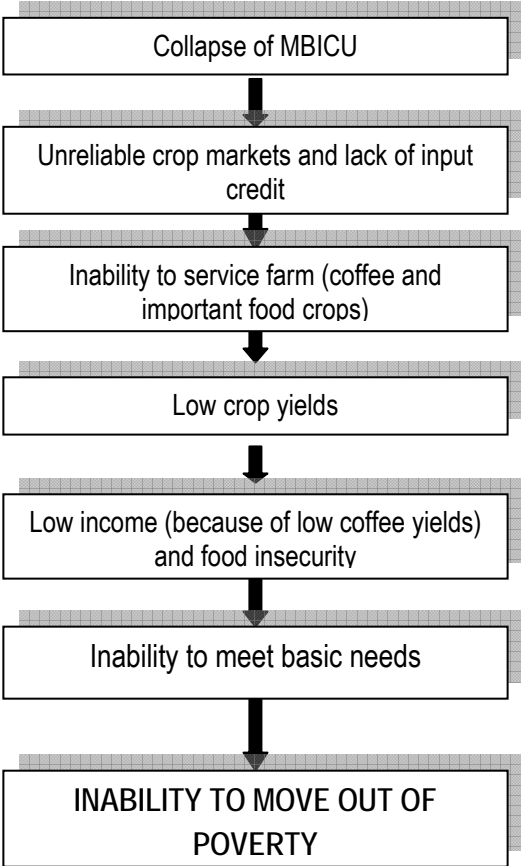 Collapse of MBICU
Unreliable crop markets and lack of input
credit
Inability to service farm (coffee and
important food crops)
Low crop yields
Low income (because of low coffee yields)
and food insecurity
Inability to meet basic needs
INABILITY TO MOVE OUT OF
POVERTY